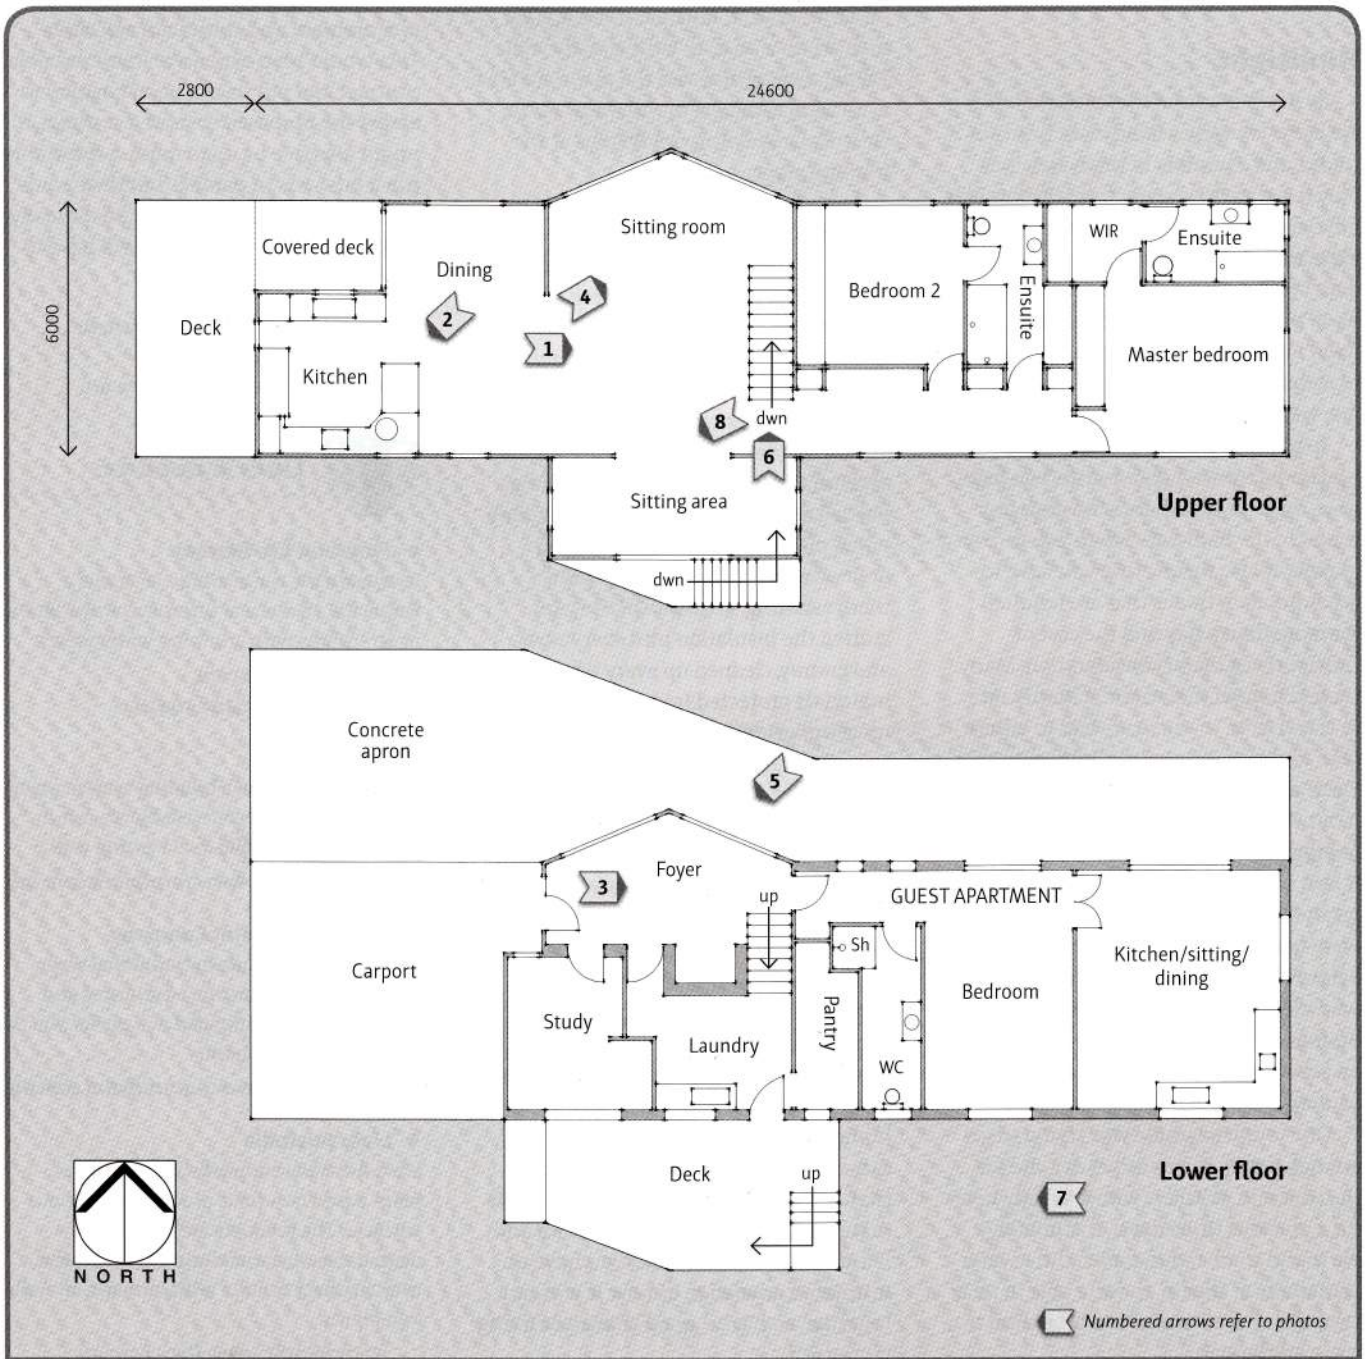 2800
24600
6000
Sitting room
Covered deck
Dining
WIR
Ensuite
4
Bedroom 2
Ensuite
2
Deck
1
Master bedroom
Kitchen
8
dwn
6
Sitting area
Upper floor
dwn
Concrete
apron
5
Foyer
3
up
GUEST APARTMENT
Sh
Kitchen/sitting/
dining
Carport
Bedroom
Study
Pantry
Laundry
WC
Deck
up
Lower floor
7
NORTH
Numbered arrows refer to photos